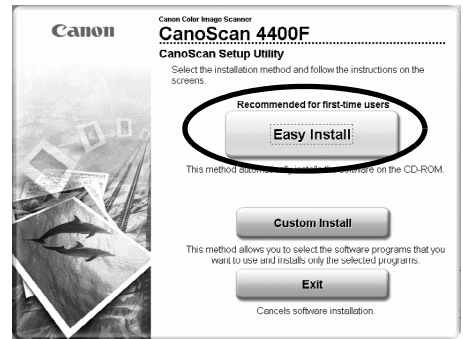 Canon
Canon Color Image Scanner
CanoScan 4400F
CanoScan Setup Utility
Select the installation method and follow the instructions on the
screens.
Recommended for first-time users
Easy Install
This method automatically installs the software on the CD-ROM.
Custom Install
This method allows you to select the software programs that you
want to use and installs only the selected programs.
Exit
Cancels software installation.